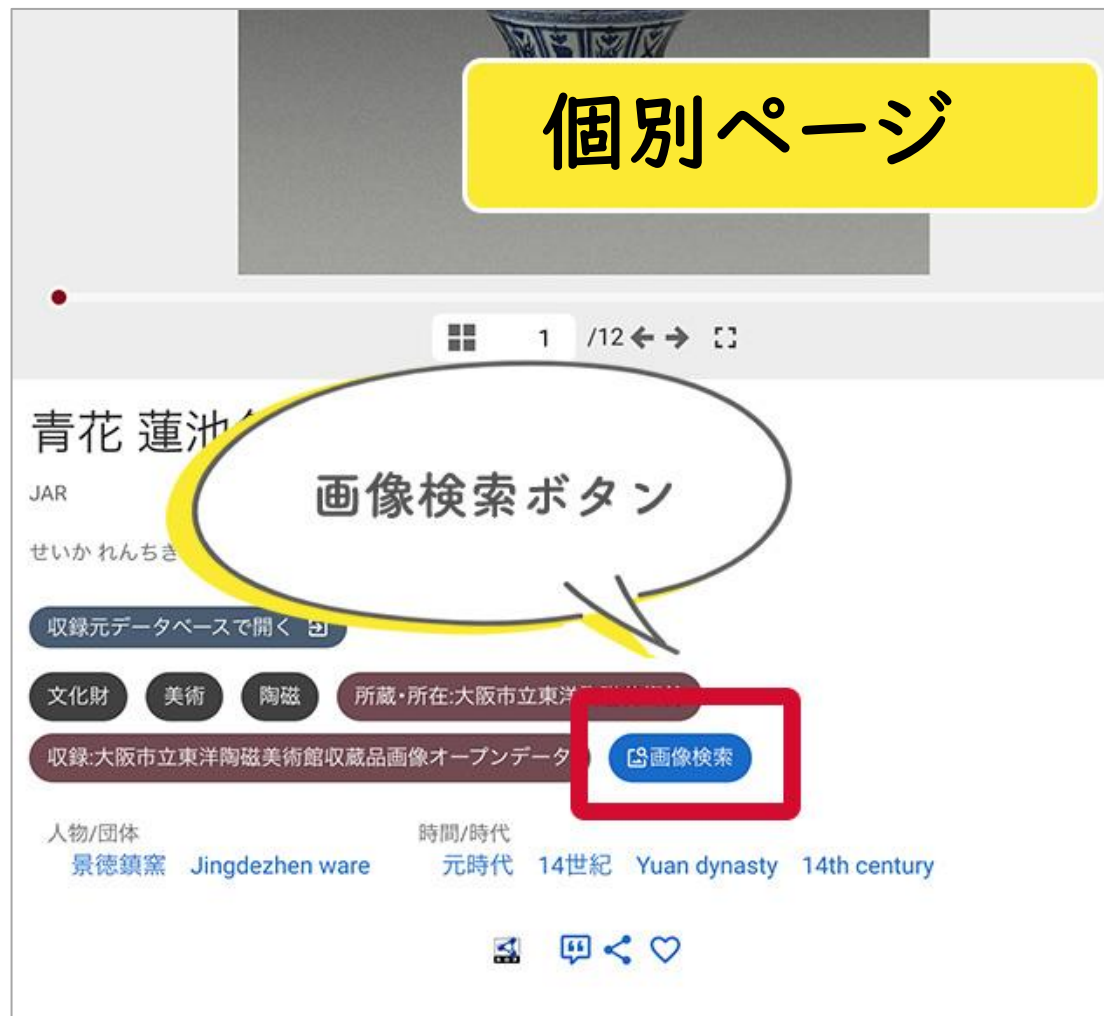 個別ページ
1 /12
青花 蓮池
画像検索ボタン
JAR
せいか れんちき
収録元データベースで開く
文化財 美術 陶磁 所蔵・所在:大阪市立東洋
収録:大阪市立東洋陶磁美術館収蔵品画像オープンデータ 画像検索
人物/団体 時間/時代
景徳鎮窯 Jingdezhen ware 元時代 14世紀 Yuan dynasty 14th century